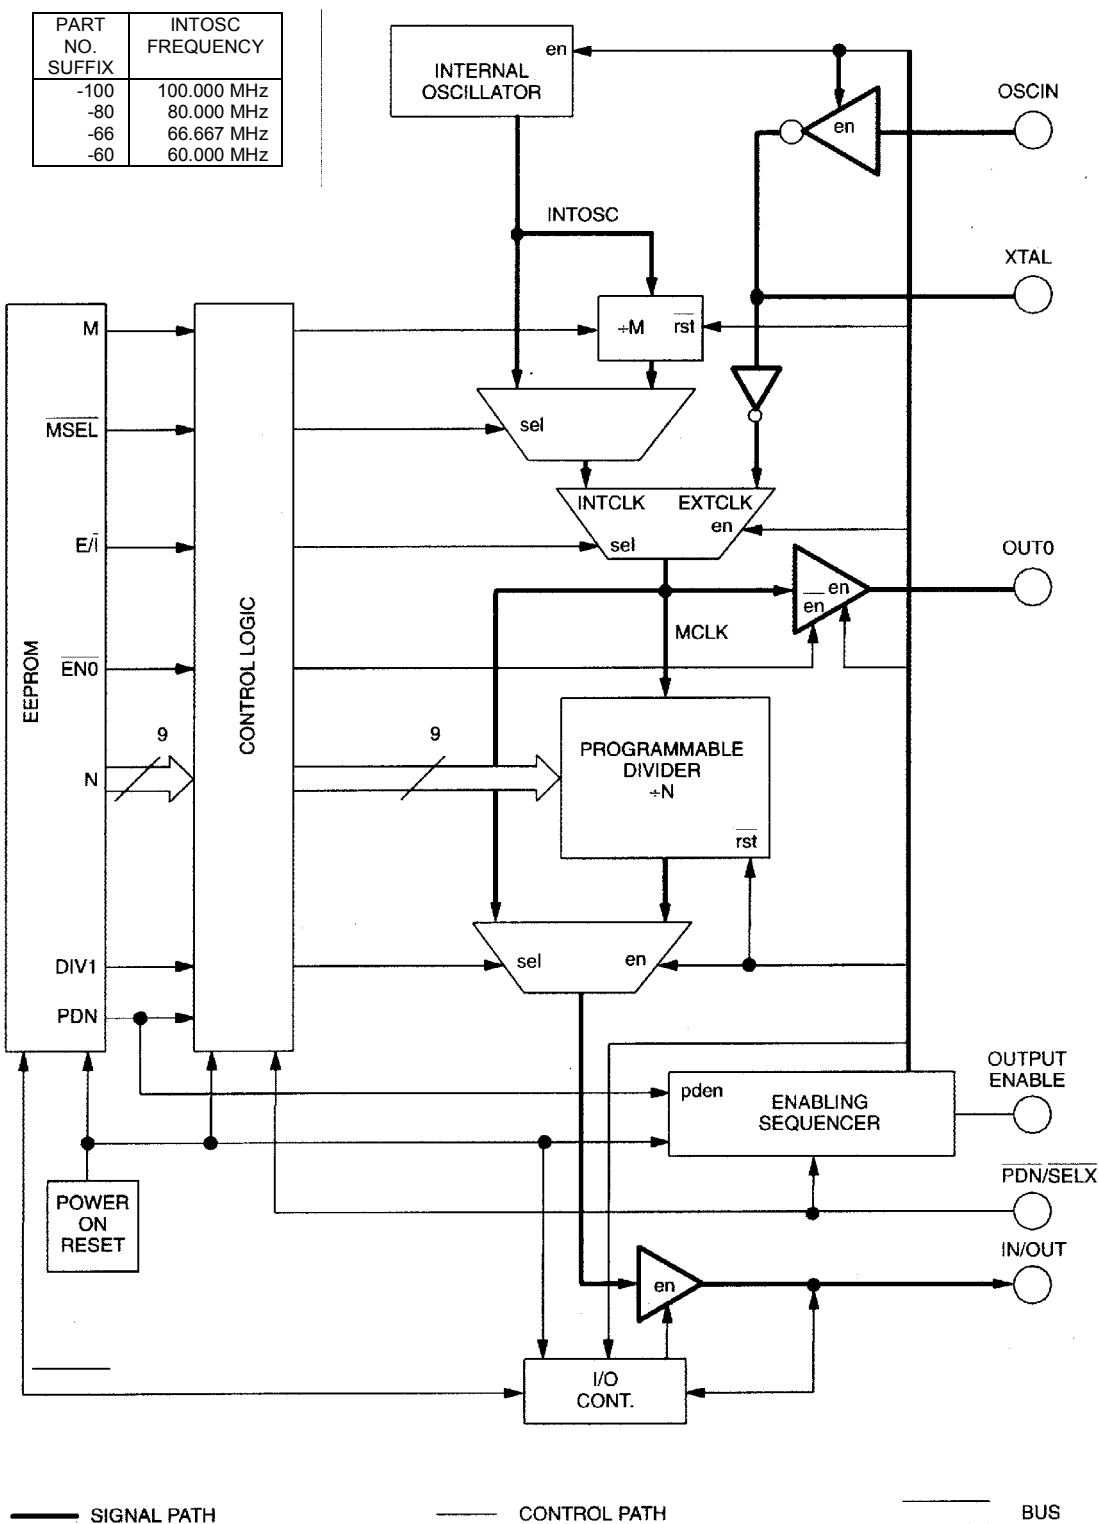 PART
NO.
SUFFIX
INTOSC
FREQUENCY
-100 100.000 MHz
-80 80.000 MHz
-66 66.667 MHz
-60 60.000 MHz
INTERNAL
OSCILLATOR
en
en
OSCIN
INTOSC
XTAL
÷M
rst
sel
INTCLK
EXTCLK
en
sel
OUT0
en
en
MCLK
M
MSEL
E/I
EN0
N
9
DIV1
PDN
EEPROM
CONTROL LOGIC
9
PROGRAMMABLE
DIVIDER
÷N
rst
sel
en
pden
ENABLING
SEQUENCER
OUTPUT
ENABLE
PDN/SELX
POWER
ON
RESET
IN/OUT
en
I/O
CONT.
SIGNAL PATH
CONTROL PATH
BUS